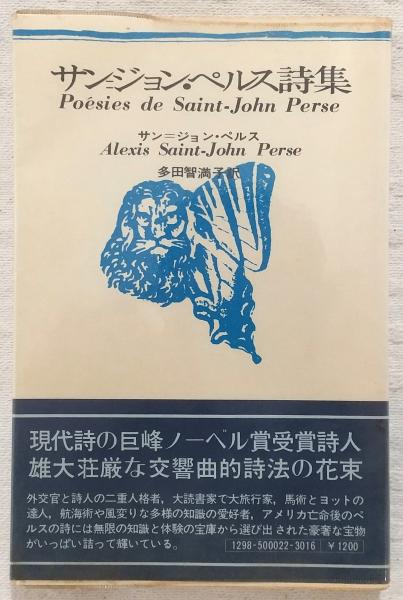 サン=ジョン・ペルス詩集
Poésies de Saint-John Perse
サン=ジョン・ペルス
Alexis Saint-John Perse
多田智満子訳
現代詩の巨峰ノーベル賞受賞詩人
雄大荘厳な交響曲的詩法の花束
外交官と詩人の二重人格者，大読書家で大旅行家，馬術とヨットの
達人，航海術や風変りな多様の知識の愛好者，アメリカ亡命後のペ
ルスの詩には無限の知識と体験の宝庫から選び出された豪奢な宝物
がいっぱい詰って輝いている。
1298-500022-3016 ¥1200